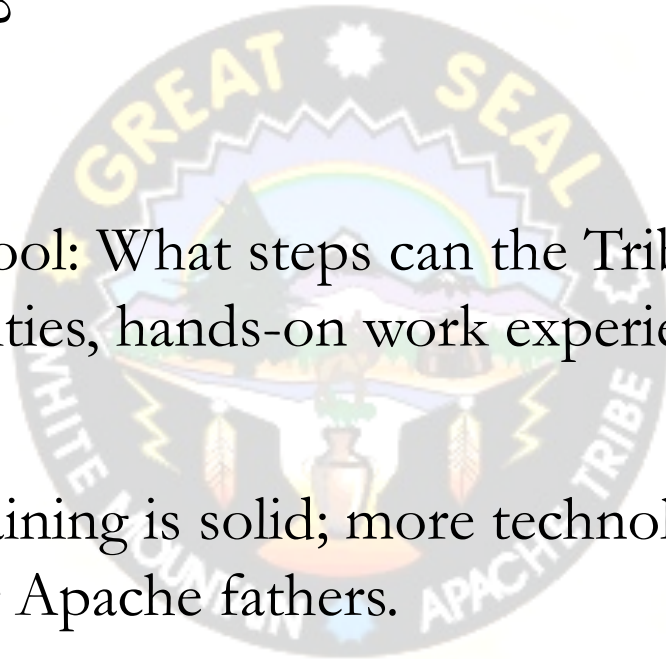 GREAT SEAL
ool: What steps can the Trib
ties, hands-on work experie
ining is solid; more technol
Apache fathers.
WHITE MOUNTAIN APACHE TRIBE